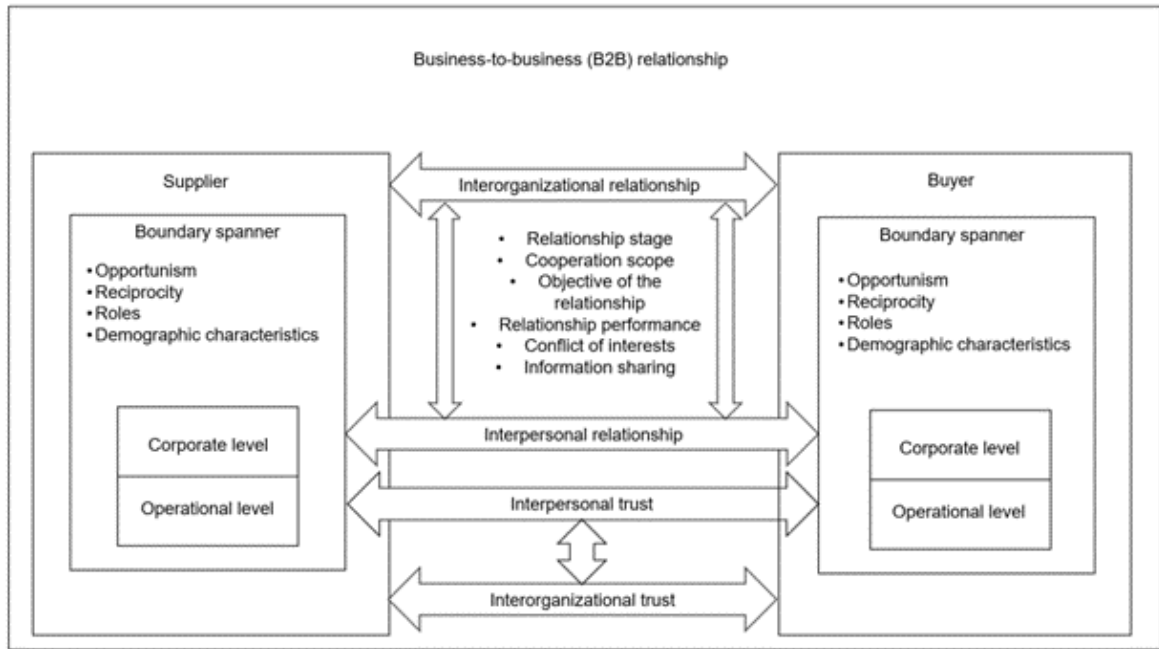 Business-to-business (B2B) relationship
Supplier
Boundary spanner
•Opportunism
•Reciprocity
•Roles
•Demographic characteristics
Corporate level
Operational level
Interorganizational relationship
• Relationship stage
• Cooperation scope
• Objective of the
relationship
• Relationship performance
• Conflict of interests
• Information sharing
Interpersonal relationship
Interpersonal trust
Interorganizational trust
Buyer
Boundary spanner
•Opportunism
•Reciprocity
•Roles
•Demographic characteristics
Corporate level
Operational level